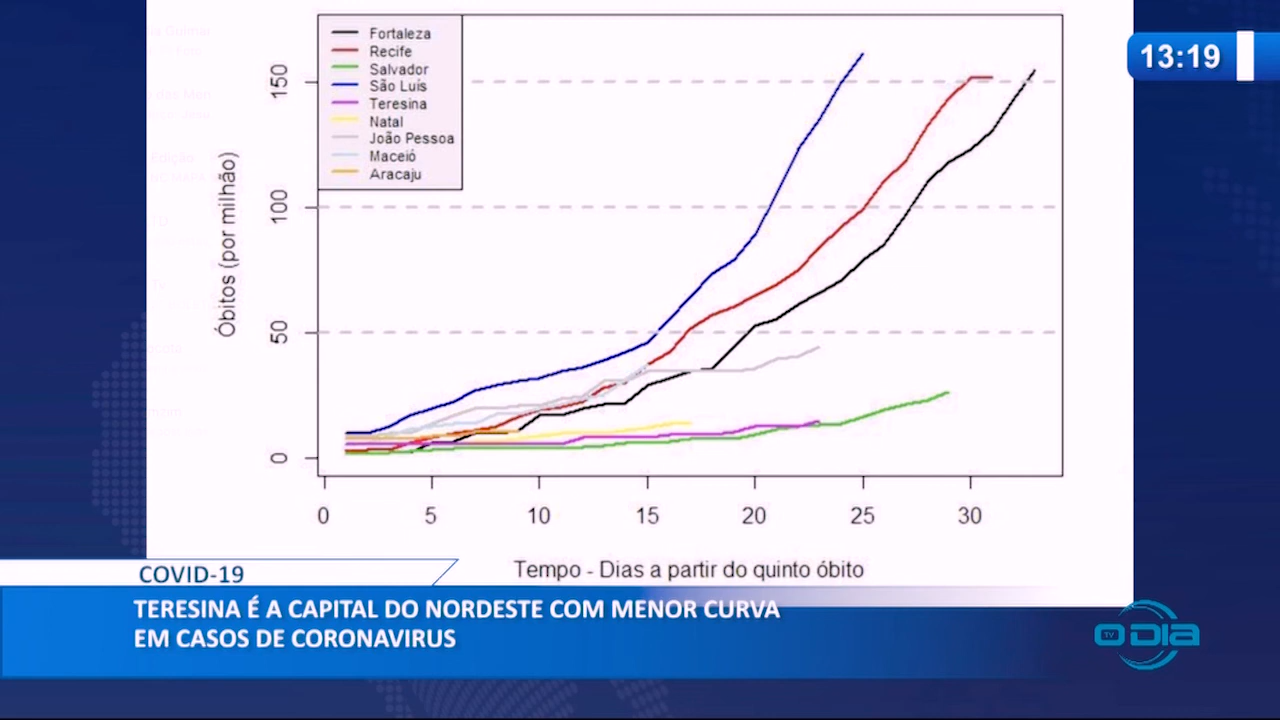 Fortaleza
Recife
Salvador
São Luís
Teresina
Natal
João Pessoa
Maceió
Aracaju
13:19
Óbitos (por milhão)
150
100
50
0
0 5 10 15 20 25 30
Tempo - Dias a partir do quinto óbito
COVID-19
TERESINA É A CAPITAL DO NORDESTE COM MENOR CURVA
EM CASOS DE CORONAVIRUS
TV O DIA